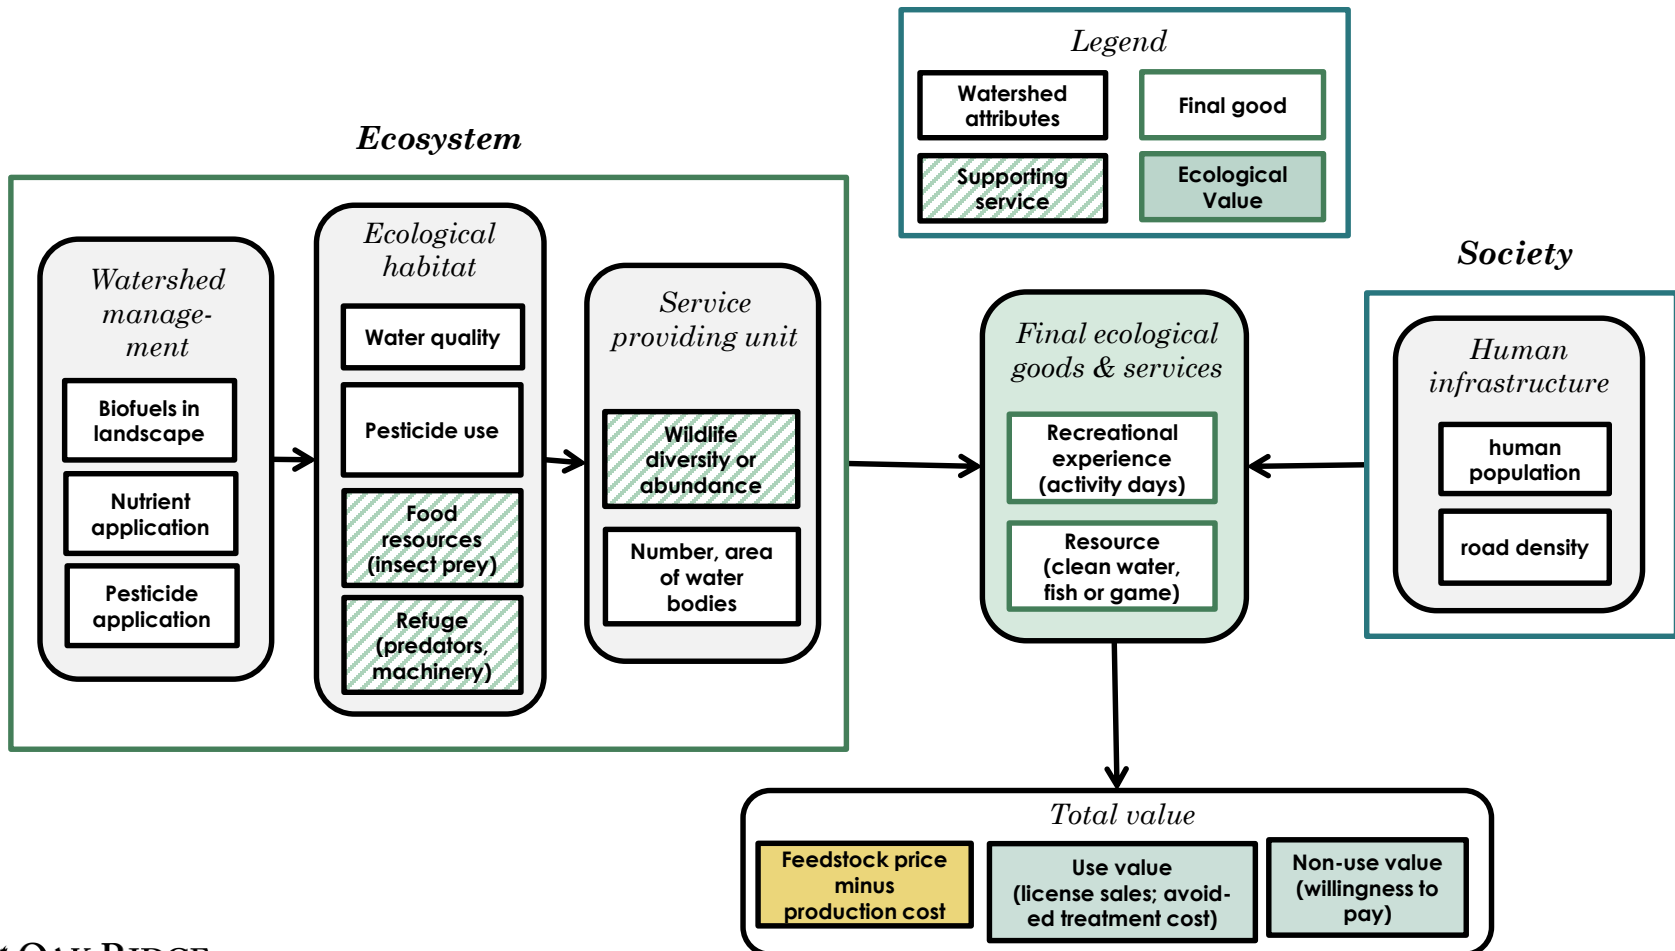 Legend
Watershed
attributes
Final good
Supporting
service
Ecological
Value
Ecosystem
Watershed
manage-
ment
Biofuels in
landscape
Nutrient
application
Pesticide
application
Ecological
habitat
Water quality
Pesticide use
Food
resources
(insect prey)
Refuge
(predators,
machinery)
Service
providing unit
Wildlife
diversity or
abundance
Number, area
of water
bodies
Final ecological
goods & services
Recreational
experience
(activity days)
Resource
(clean water,
fish or game)
Society
Human
infrastructure
human
population
road density
Total value
Feedstock price
minus
production cost
Use value
(license sales; avoid-
ed treatment cost)
Non-use value
(willingness to
pay)
OAK RIDGE